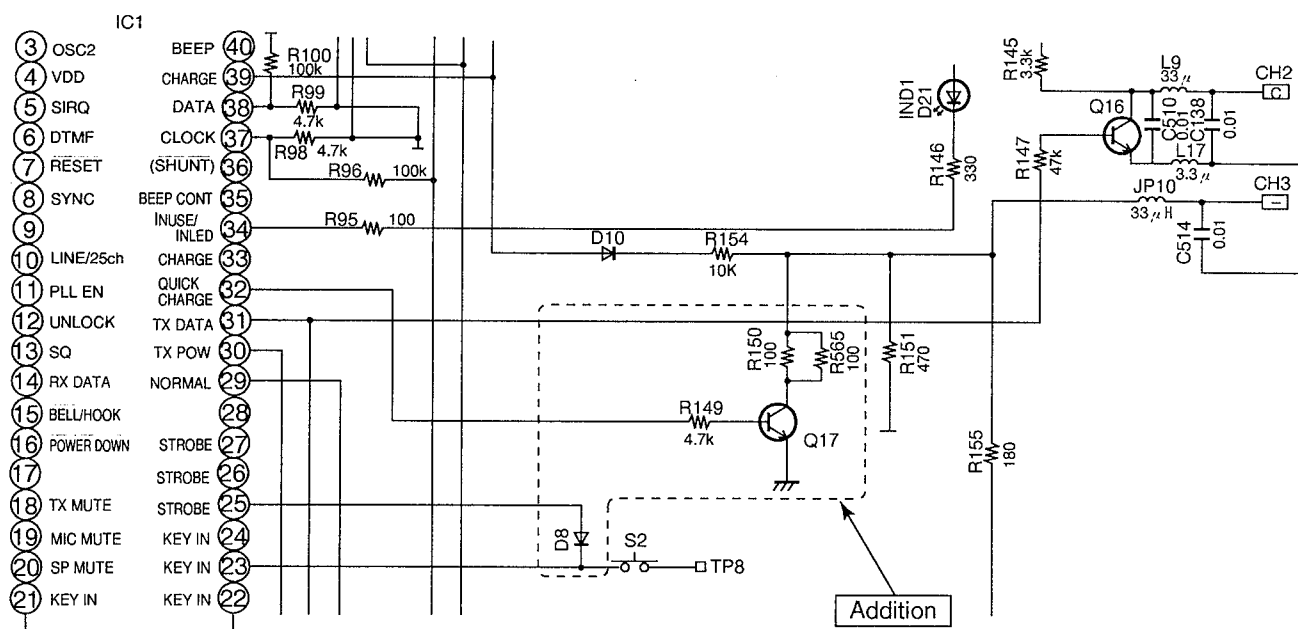 IC1
3 OSC2 BEEP 40
4 VDD CHARGE 39
5 SIRQ DATA 38
6 DTMF CLOCK 37
7 RESET (SHUNT) 36
8 SYNC BEEP CONT 35
9 INUSE/ INLED 34
10 LINE/25ch CHARGE 33
11 PLL EN QUICK CHARGE 32
12 UNLOCK TX DATA 31
13 SQ TX POW 30
14 RX DATA NORMAL 29
15 BELL/HOOK 28
16 POWER DOWN STROBE 27
17 STROBE 26
18 TX MUTE STROBE 25
19 MIC MUTE KEY IN 24
20 SP MUTE KEY IN 23
21 KEY IN KEY IN 22
R100
100k
R99
4.7k
R98 4.7k
R96 100k
R95 100
IND1
D21
R146
330
D10
R154
10K
R145
3.3k
L9
33μ
CH2
C
Q16
C510
0.01
C138
0.01
R147
47k
L17
3.3μ
JP10
33μH
CH3
−
C514
0.01
R150
100
R565
100
R151
470
R149
4.7k
Q17
R155
180
D8
S2
TP8
Addition